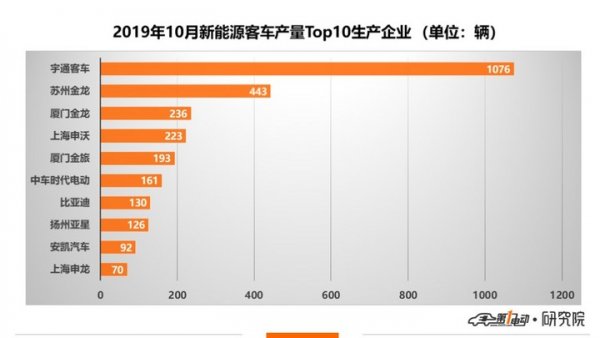 2019年10月新能源客车产量Top10生产企业（单位：辆）
宇通客车 1076
苏州金龙 443
厦门金龙 236
上海申沃 223
厦门金旅 193
中车时代电动 161
比亚迪 130
扬州亚星 126
安凯汽车 92
上海申龙 70
0 200 400 600 800 1000 1200
第1电动·研究院